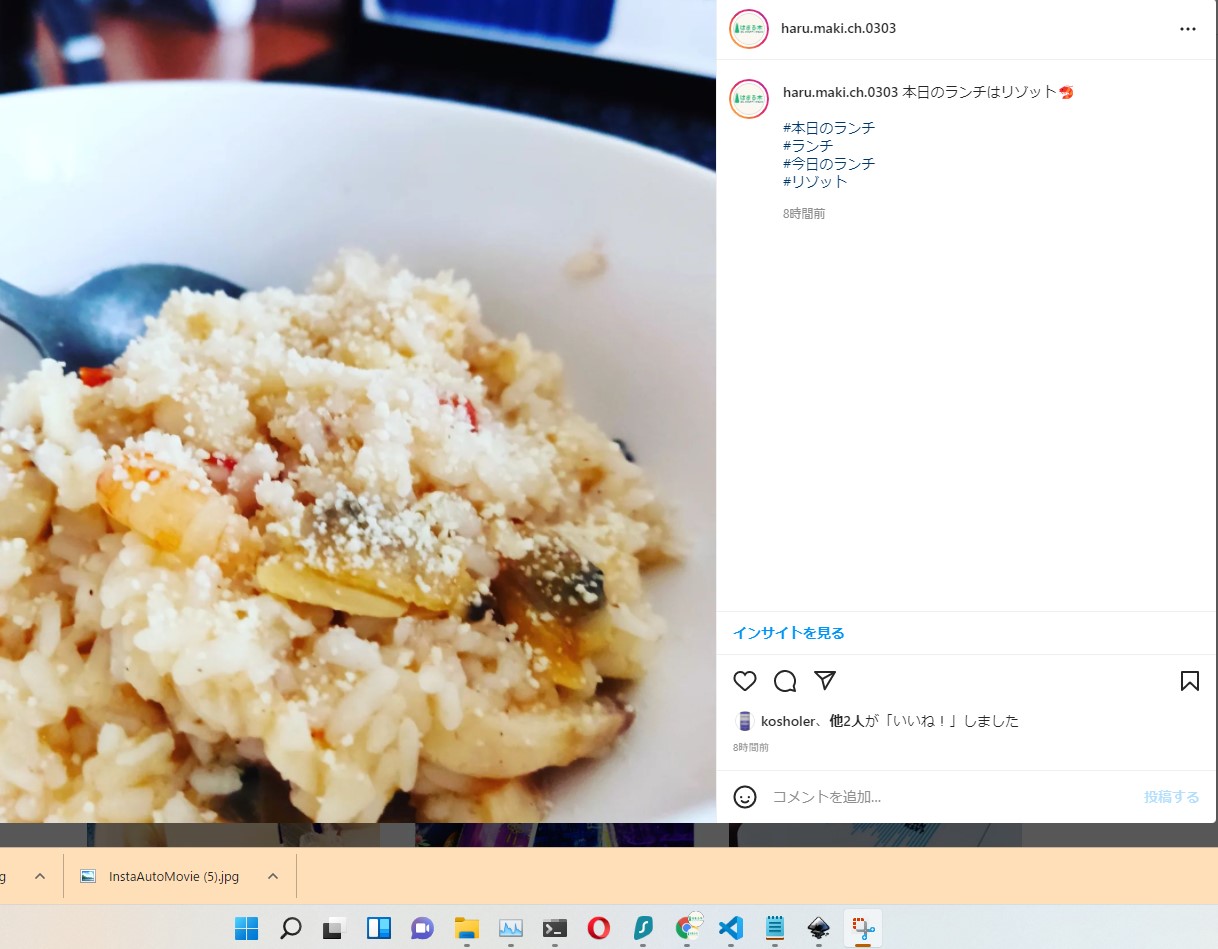 haru.maki.ch.0303
haru.maki.ch.0303 本日のランチはリゾット🦐
#本日のランチ
#ランチ
#今日のランチ
#リゾット
8時間前
インサイトを見る
kosholer、他2人が「いいね！」しました
8時間前
コメントを追加...
投稿する
g
InstaAutoMovie (5).jpg